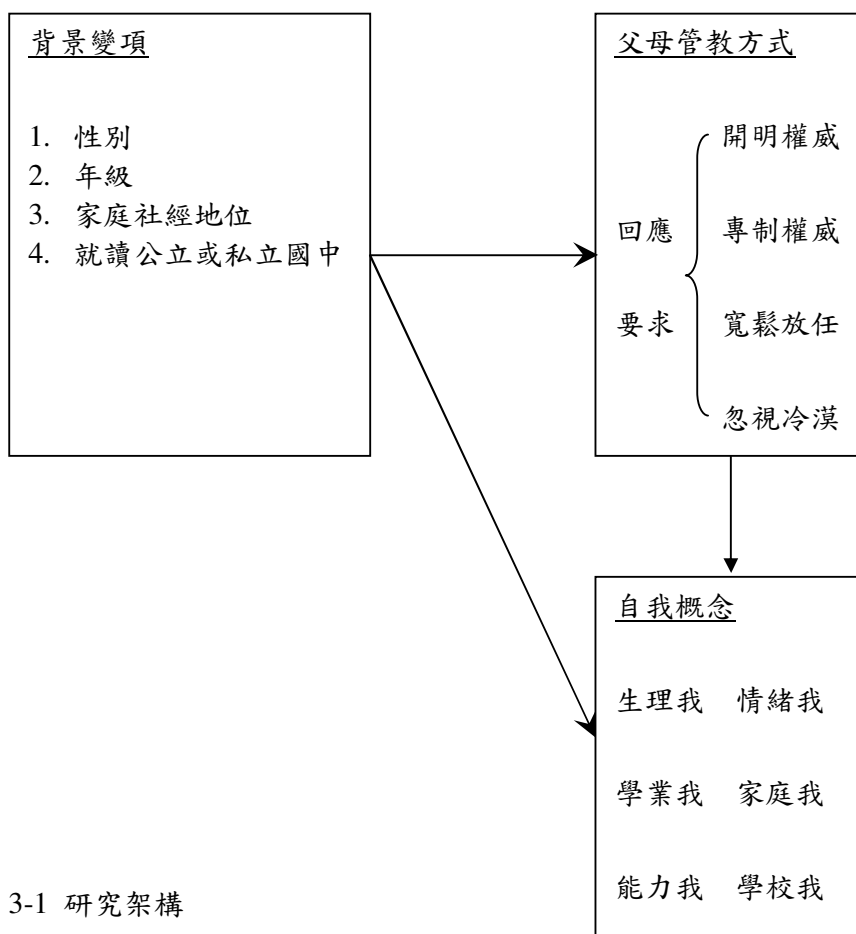 背景變項
1. 性別
2. 年級
3. 家庭社經地位
4. 就讀公立或私立國中
父母管教方式
開明權威
回應 專制權威
要求 寬鬆放任
忽視冷漠
自我概念
生理我 情緒我
學業我 家庭我
能力我 學校我
3-1 研究架構